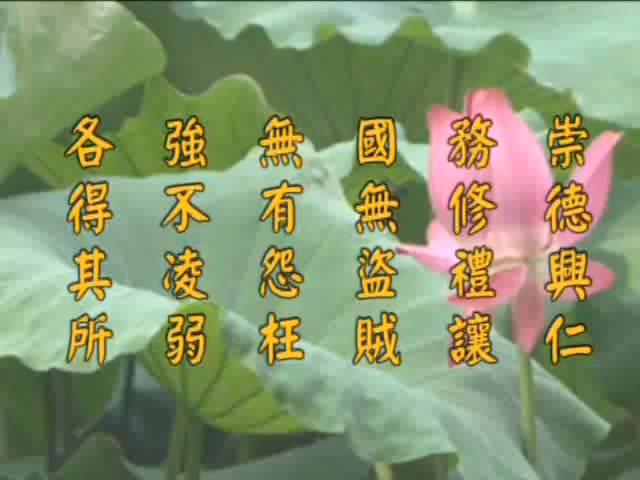 崇德興仁
務修禮讓
國無盜賊
無有怨枉
強不凌弱
各得其所